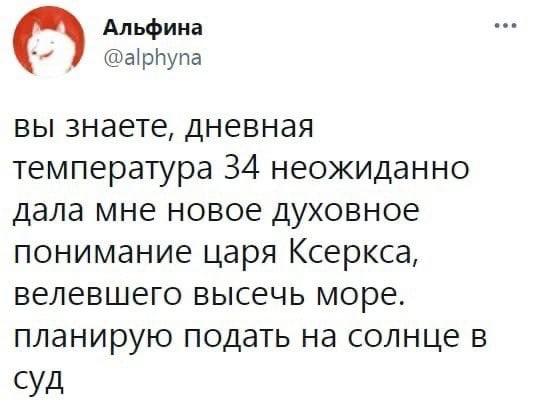 Альфина
@alphyna
вы знаете, дневная
температура 34 неожиданно
дала мне новое духовное
понимание царя Ксеркса,
велевшего высечь море.
планирую подать на солнце в
суд